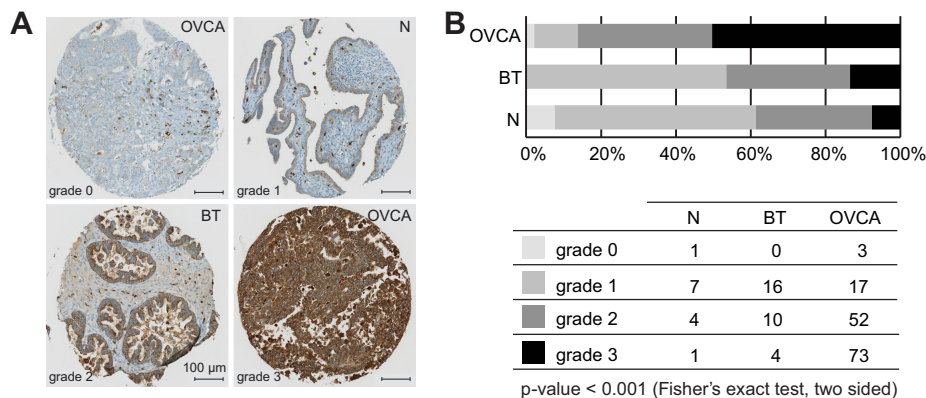 A
OVCA
grade 0
N
grade 1
BT
grade 2
100 µm
OVCA
grade 3
B
OVCA
BT
N
0% 20% 40% 60% 80% 100%
N BT OVCA
grade 0 1 0 3
grade 1 7 16 17
grade 2 4 10 52
grade 3 1 4 73
p-value < 0.001 (Fisher's exact test, two sided)